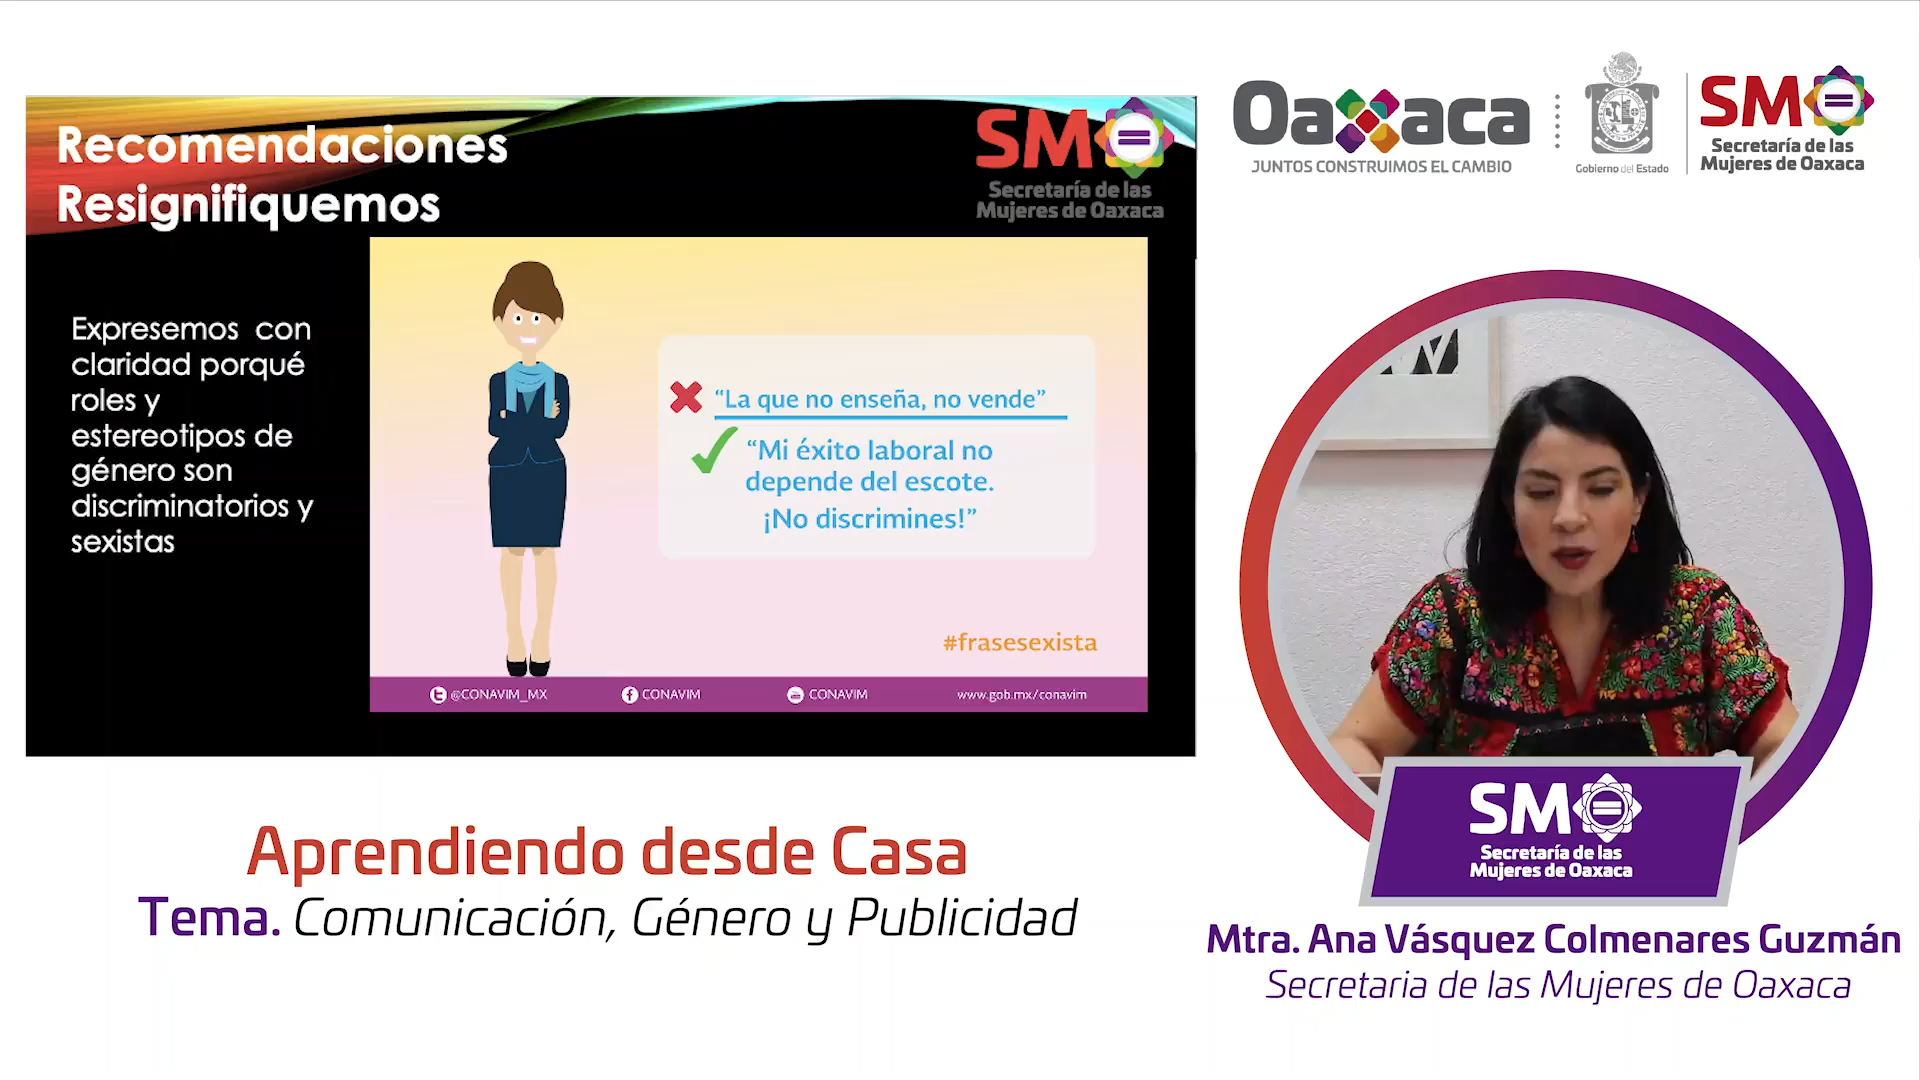 Recomendaciones
Resignifiquemos
SM
Secretaría de las
Mujeres de Oaxaca
Expresemos con
claridad porqué
roles y
estereotipos de
género son
discriminatorios y
sexistas
“La que no enseña, no vende”
“Mi éxito laboral no
depende del escote.
¡No discrimines!”
#frasesexista
@CONAVIM_MX
CONAVIM
CONAVIM
www.gob.mx/conavim
Oaxaca
JUNTOS CONSTRUIMOS EL CAMBIO
Gobierno del Estado
SM
Secretaría de las
Mujeres de Oaxaca
SM
Secretaría de las
Mujeres de Oaxaca
Aprendiendo desde Casa
Tema. Comunicación, Género y Publicidad
Mtra. Ana Vásquez Colmenares Guzmán
Secretaria de las Mujeres de Oaxaca